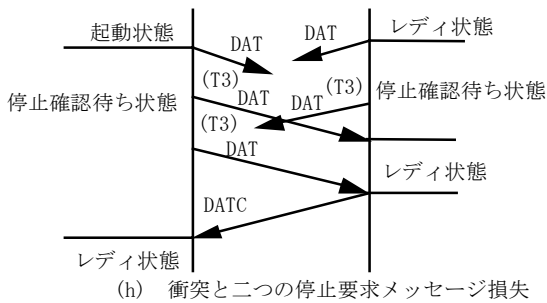 起動状態
DAT
DAT
レディ状態
(T3)
DAT
DAT
(T3)
停止確認待ち状態
停止確認待ち状態
(T3)
DAT
レディ状態
DATC
レディ状態
(h) 衝突と二つの停止要求メッセージ損失